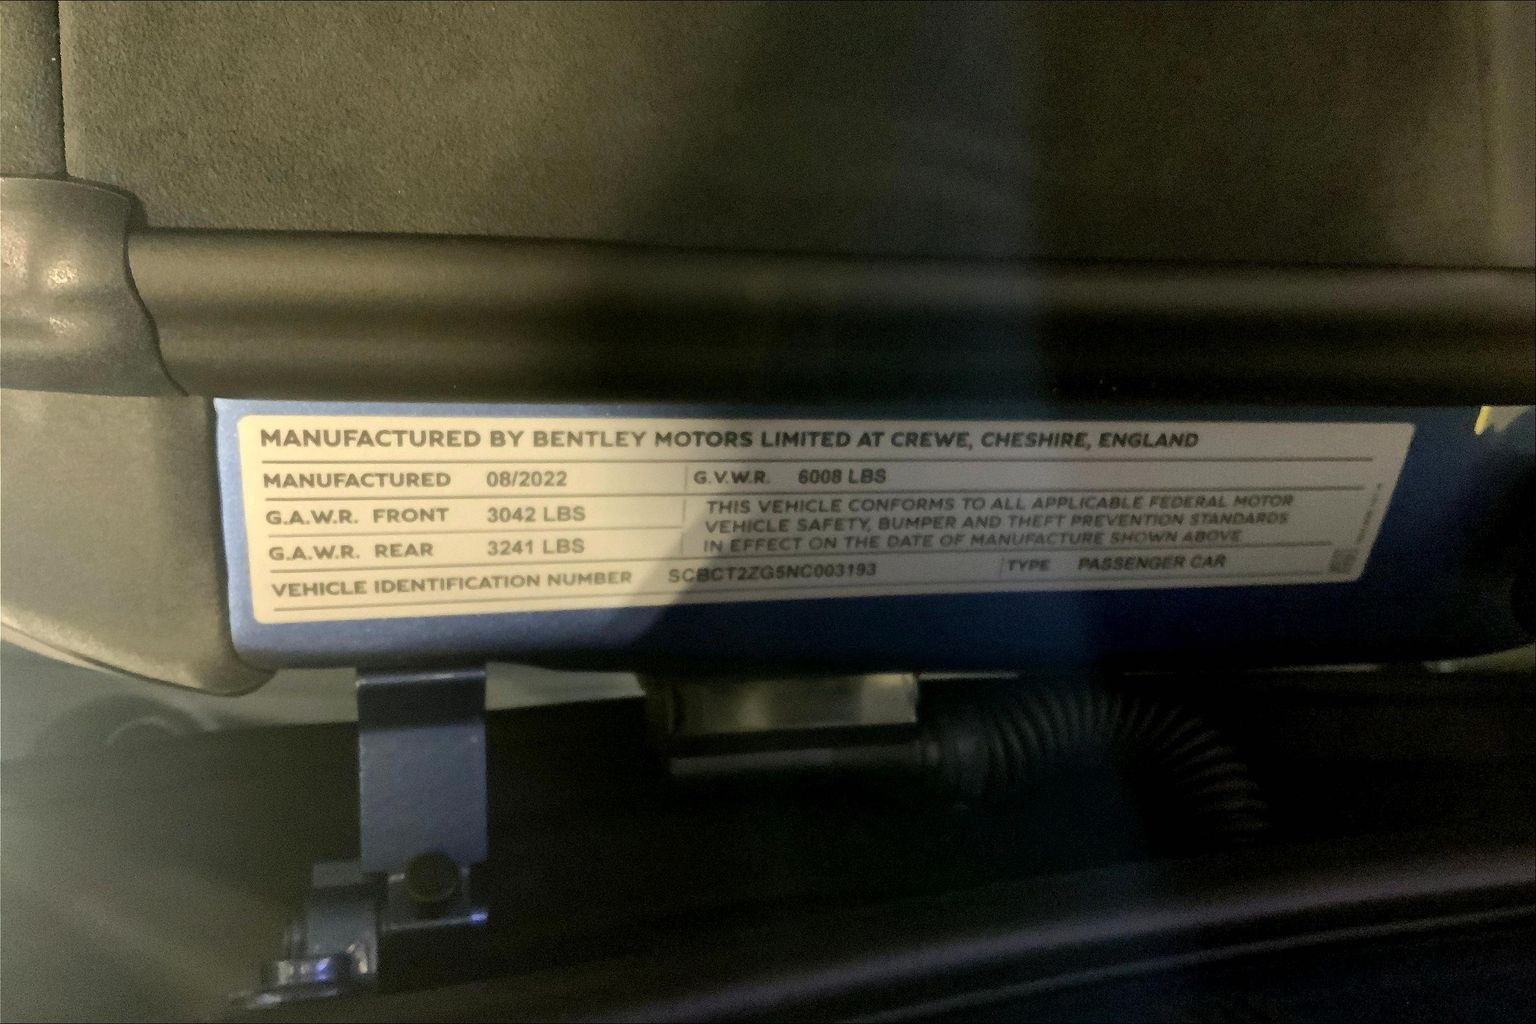 MANUFACTURED BY BENTLEY MOTORS LIMITED AT CREWE, CHESHIRE, ENGLAND
MANUFACTURED 08/2022 G.V.W.R. 6008 LBS
G.A.W.R. FRONT 3042 LBS
G.A.W.R. REAR 3241 LBS
THIS VEHICLE CONFORMS TO ALL APPLICABLE FEDERAL MOTOR
VEHICLE SAFETY, BUMPER AND THEFT PREVENTION STANDARDS
IN EFFECT ON THE DATE OF MANUFACTURE SHOWN ABOVE
VEHICLE IDENTIFICATION NUMBER SCBCT2ZG5NC003193 TYPE PASSENGER CAR